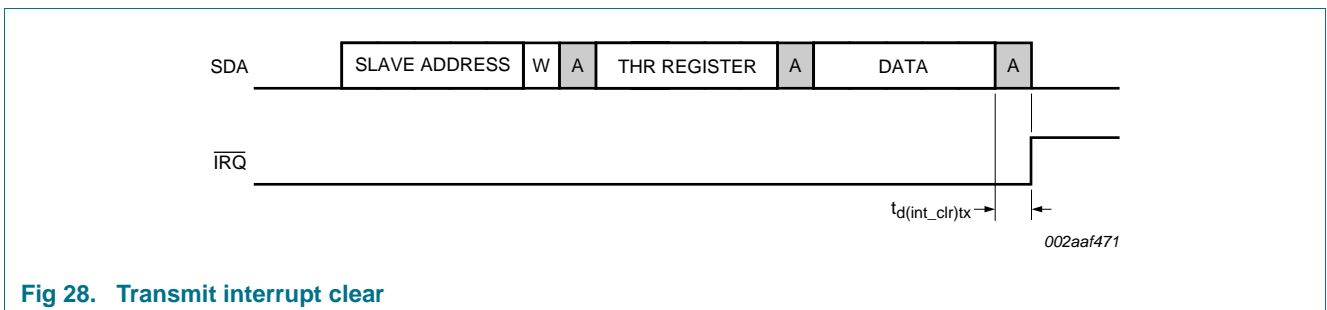 SDA SLAVE ADDRESS W A THR REGISTER A DATA A
IRQ
td(int_clr)tx
002aaf471
Fig 28. Transmit interrupt clear